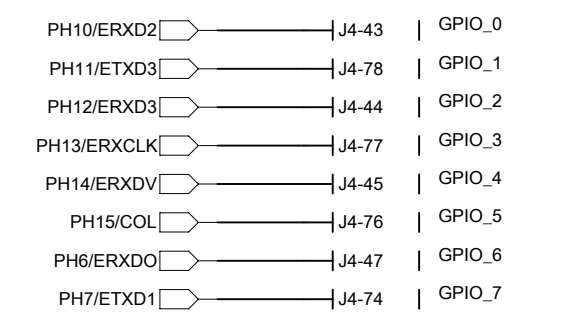 PH10/ERXD2 J4-43 | GPIO_0
PH11/ETXD3 J4-78 | GPIO_1
PH12/ERXD3 J4-44 | GPIO_2
PH13/ERXCLK J4-77 | GPIO_3
PH14/ERXDV J4-45 | GPIO_4
PH15/COL J4-76 | GPIO_5
PH6/ERXDO J4-47 | GPIO_6
PH7/ETXD1 J4-74 | GPIO_7